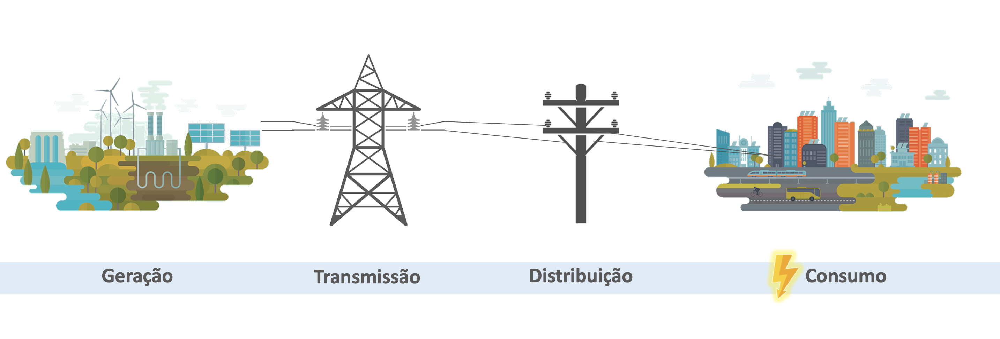 Geração
Transmissão
Distribuição
Consumo